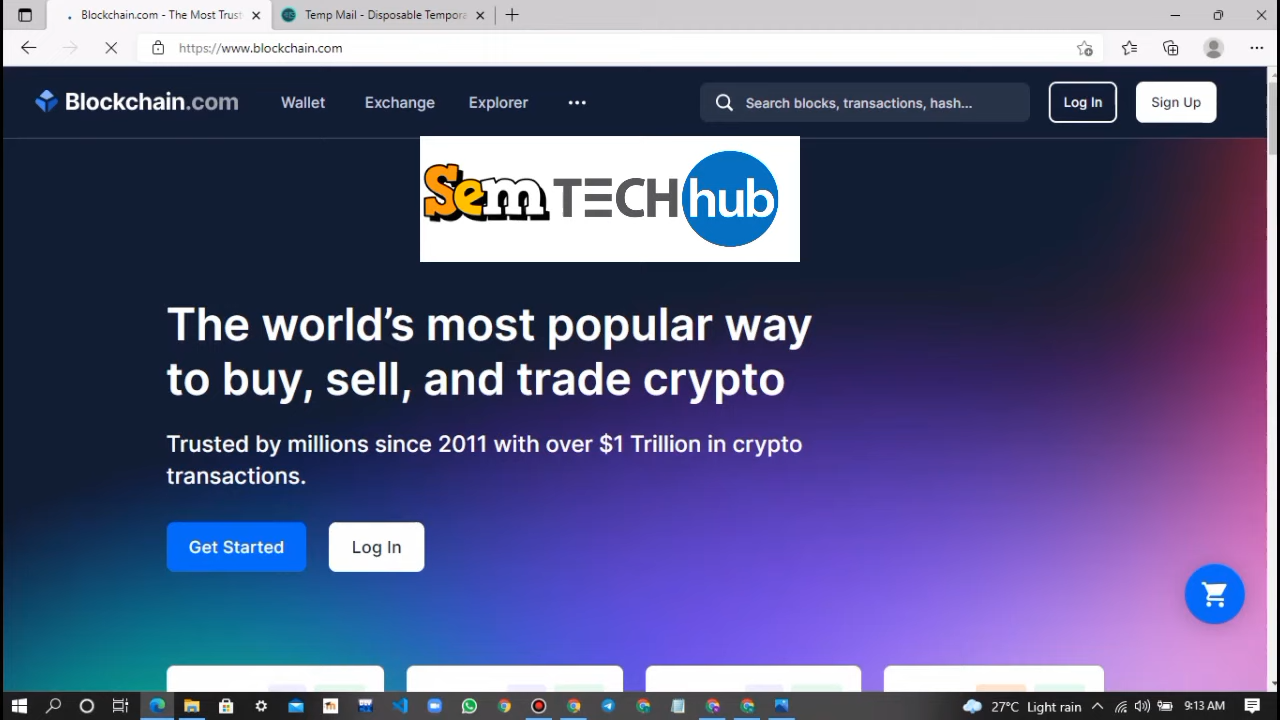 Blockchain.com - The Most Trus
Temp Mail - Disposable Tempora
https://www.blockchain.com
Blockchain.com
Wallet
Exchange
Explorer
Search blocks, transactions, hash...
Log In
Sign Up
Sem TECH hub
The world's most popular way
to buy, sell, and trade crypto
Trusted by millions since 2011 with over $1 Trillion in crypto
transactions.
Get Started
Log In
27°C Light rain
9:13 AM